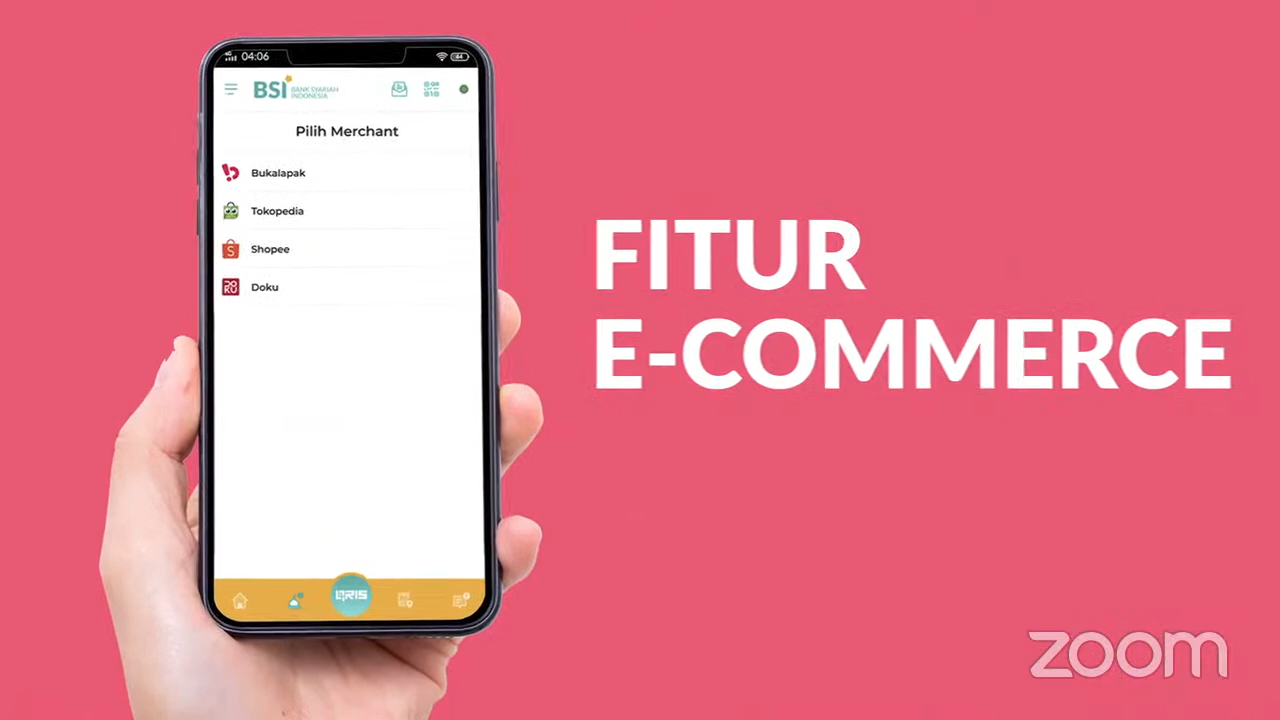 04:06
BSI BANK SYARIAH
INDONESIA
Pilih Merchant
Bukalapak
Tokopedia
Shopee
Doku
QRIS
FITUR
E-COMMERCE
zoom